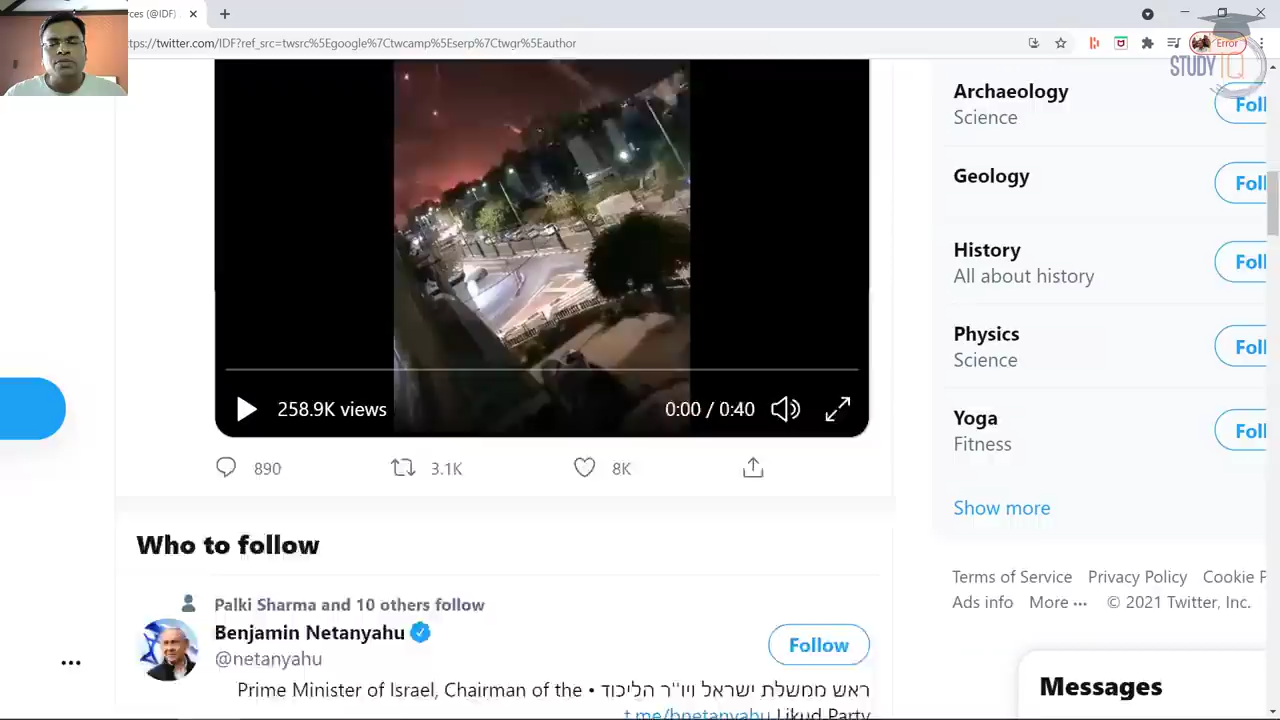 rces (@IDF)
ttps://twitter.com/IDF?ref_src=twsrc%5Egoogle%7Ctwcamp%5Eserp%7Ctwgr%5Eauthor
Error
STUDY IQ
Archaeology
Science
Foll
Geology
Foll
History
All about history
Foll
Physics
Science
Foll
Yoga
Fitness
Foll
Show more
258.9K views
0:00 / 0:40
890
3.1K
8K
Who to follow
Terms of Service Privacy Policy Cookie P
Ads info More ••• © 2021 Twitter, Inc.
Palki Sharma and 10 others follow
Benjamin Netanyahu
@netanyahu
Follow
Prime Minister of Israel, Chairman of the • ראש ממשלת ישראל ויו''ר הליכוד
t.me/bnetanyahu Likud Party
Messages